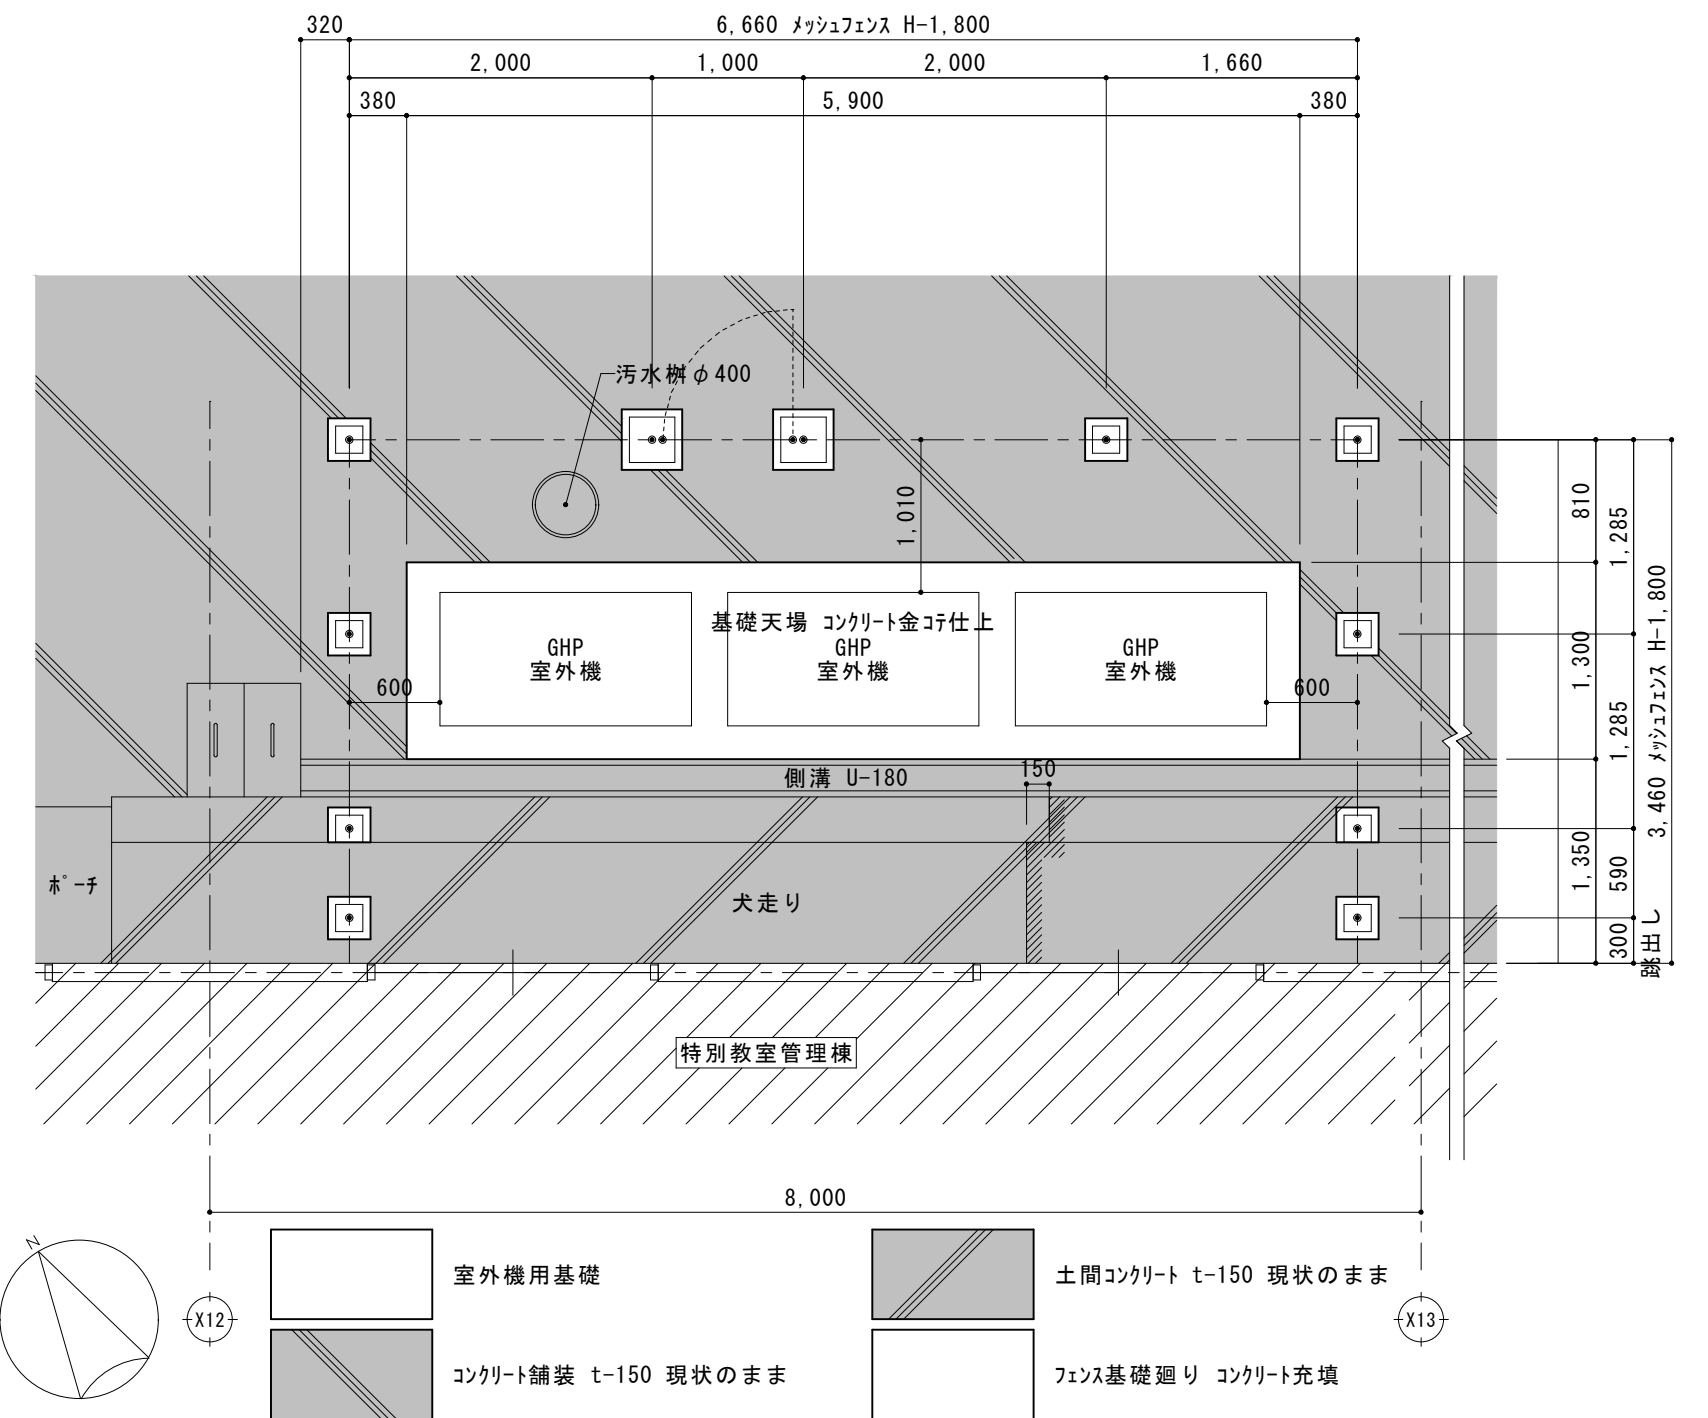 320
6,660 メッシュフェンス H-1,800
2,000
1,000
2,000
1,660
380
5,900
380
汚水桝φ400
1,010
810
1,285
基礎天場 コンクリート金コテ仕上
GHP
室外機
GHP
室外機
GHP
室外機
600
600
1,300
1,285
3,460 メッシュフェンス H-1,800
側溝 U-180
150
ポーチ
犬走り
1,350
590
300
跳出し
特別教室管理棟
8,000
N
X12
X13
室外機用基礎
土間コンクリート t-150 現状のまま
コンクリート舗装 t-150 現状のまま
フェンス基礎廻り コンクリート充填